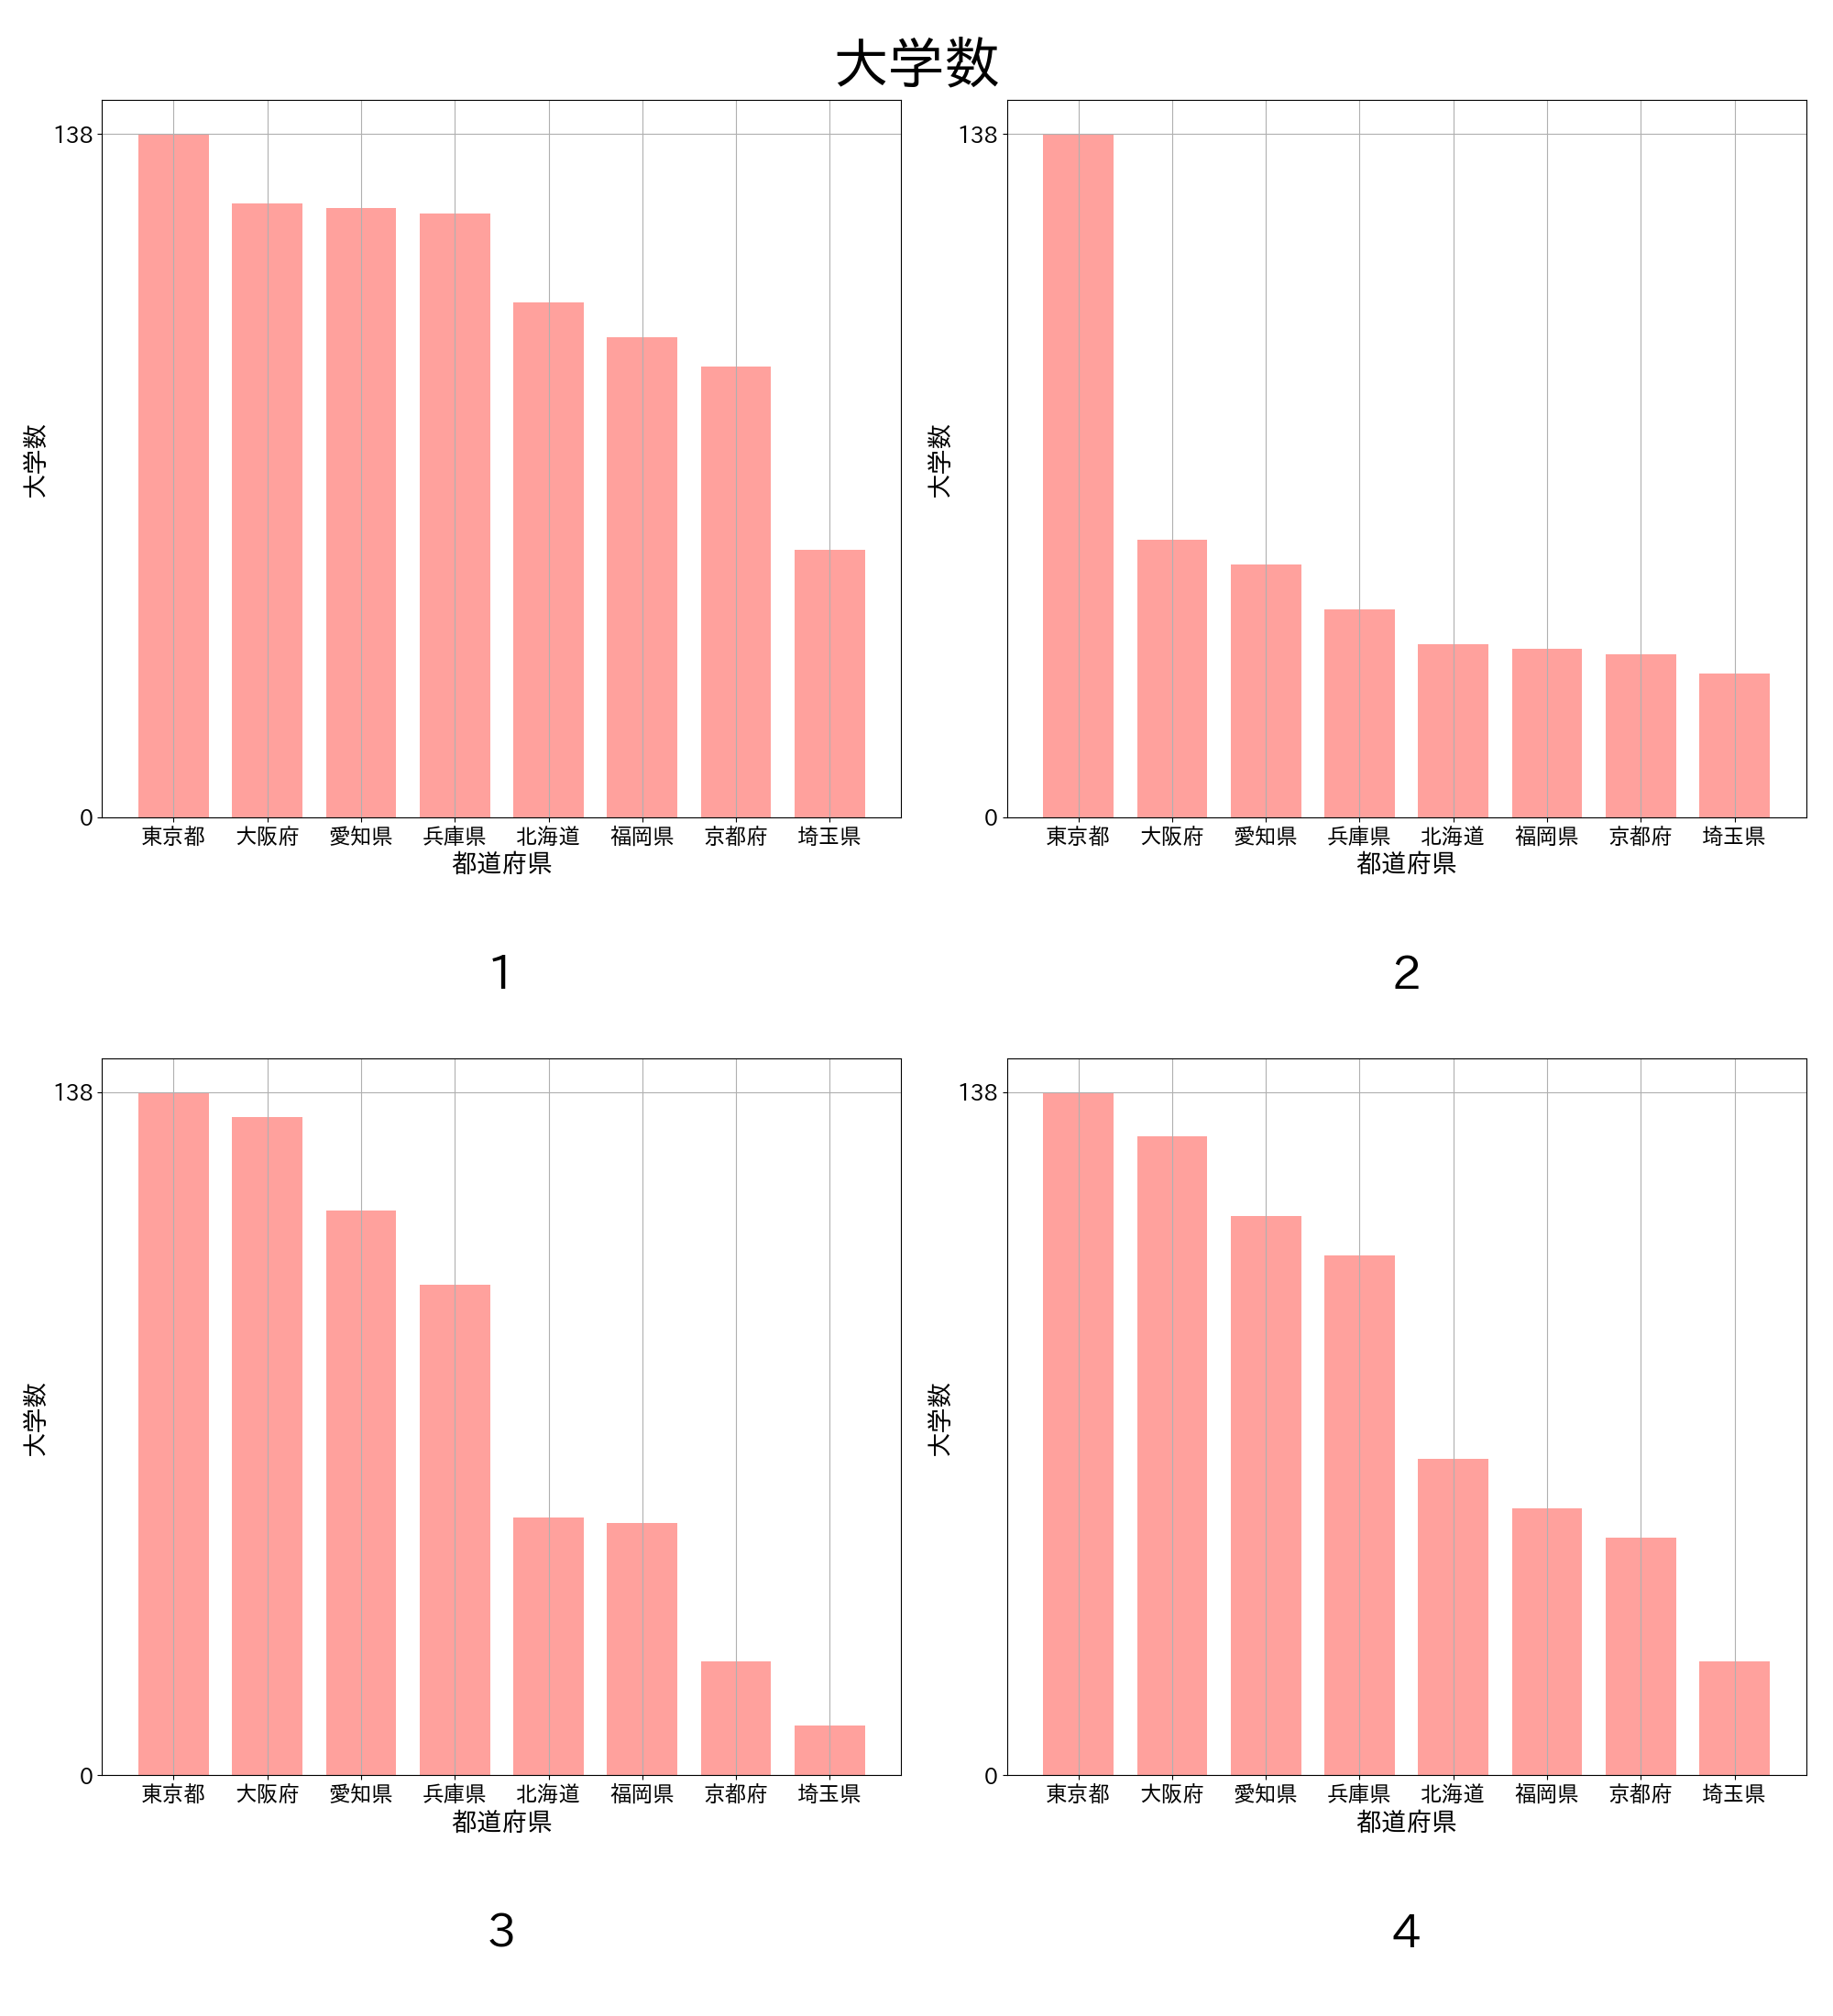 大学数
138
0
大学数
東京都 大阪府 愛知県 兵庫県 北海道 福岡県 京都府 埼玉県
都道府県
1
138
0
大学数
東京都 大阪府 愛知県 兵庫県 北海道 福岡県 京都府 埼玉県
都道府県
2
138
0
大学数
東京都 大阪府 愛知県 兵庫県 北海道 福岡県 京都府 埼玉県
都道府県
3
138
0
大学数
東京都 大阪府 愛知県 兵庫県 北海道 福岡県 京都府 埼玉県
都道府県
4